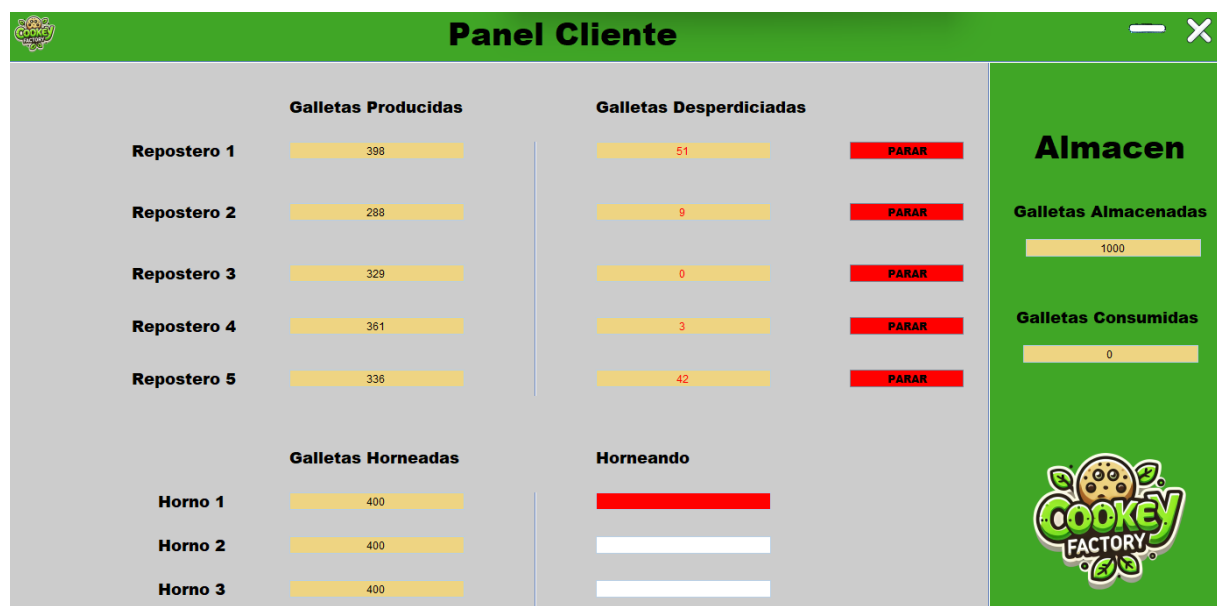 COOKEY FACTORY
Panel Cliente
Galletas Producidas Galletas Desperdiciadas
Repostero 1 398 51 PARAR
Repostero 2 288 9 PARAR
Repostero 3 329 0 PARAR
Repostero 4 361 3 PARAR
Repostero 5 336 42 PARAR
Galletas Horneadas Horneando
Horno 1 400
Horno 2 400
Horno 3 400
Almacen
Galletas Almacenadas
1000
Galletas Consumidas
0
COOKEY
FACTORY